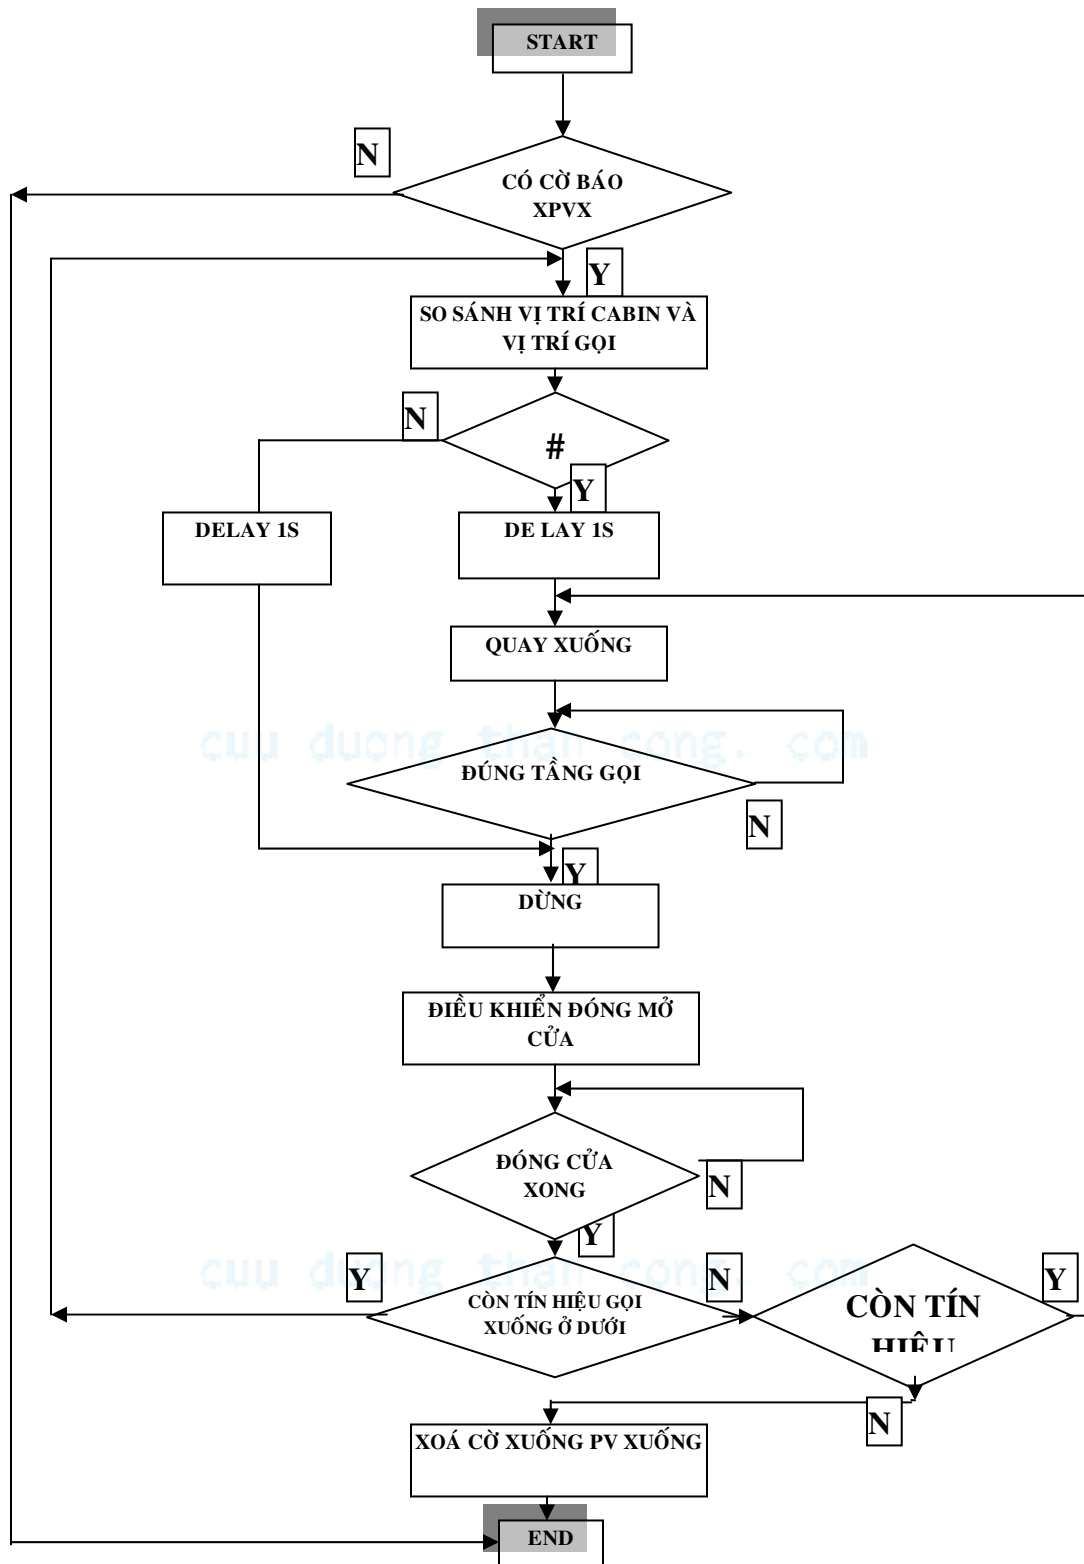 START
N
CÓ CỜ BÁO
XPVX
Y
SO SÁNH VỊ TRÍ CABIN VÀ
VỊ TRÍ GỌI
N
#
Y
DELAY 1S
DE LAY 1S
QUAY XUỐNG
cuu duong than cong. com
ĐÚNG TẦNG GỌI
N
Y
DỪNG
ĐIỀU KHIỂN ĐÓNG MỞ
CỬA
ĐÓNG CỬA
XONG
N
Y
cuu duong than cong. com
Y
N
Y
CÒN TÍN HIỆU GỌI
XUỐNG Ở DƯỚI
CÒN TÍN
HIỆU
N
XOÁ CỜ XUỐNG PV XUỐNG
END